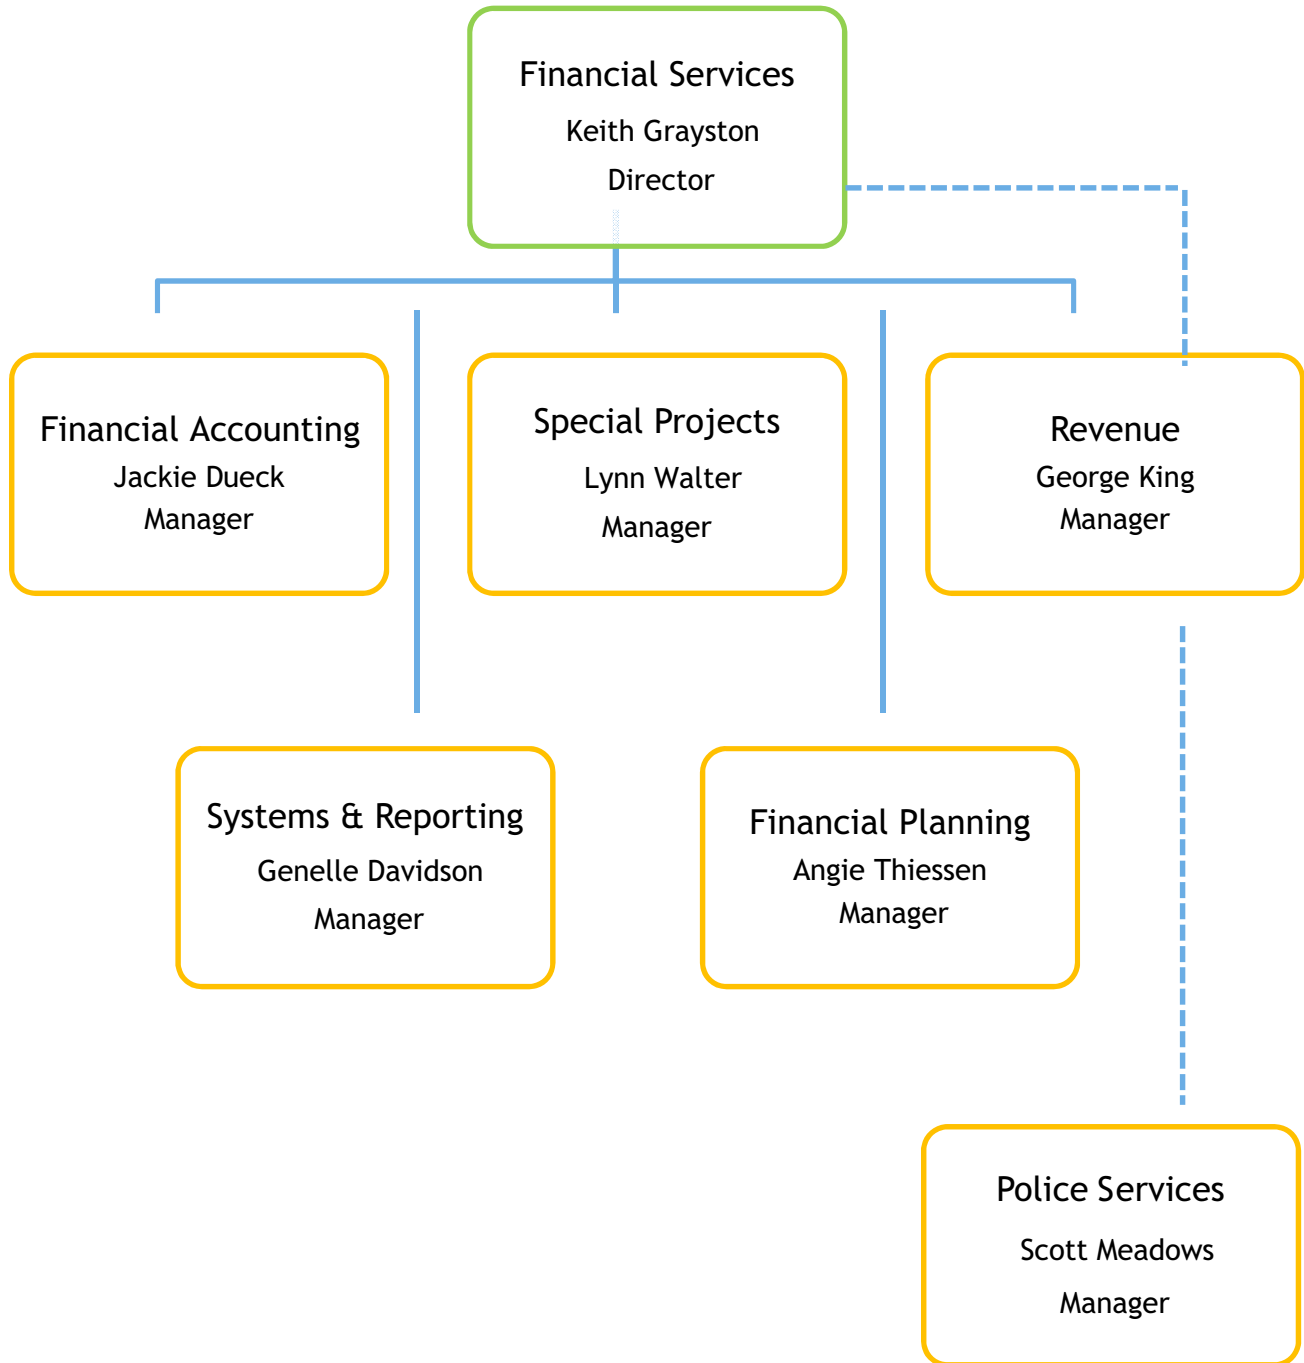 Financial Services
Keith Grayston
Director
Financial Accounting
Jackie Dueck
Manager
Special Projects
Lynn Walter
Manager
Revenue
George King
Manager
Systems & Reporting
Genelle Davidson
Manager
Financial Planning
Angie Thiessen
Manager
Police Services
Scott Meadows
Manager